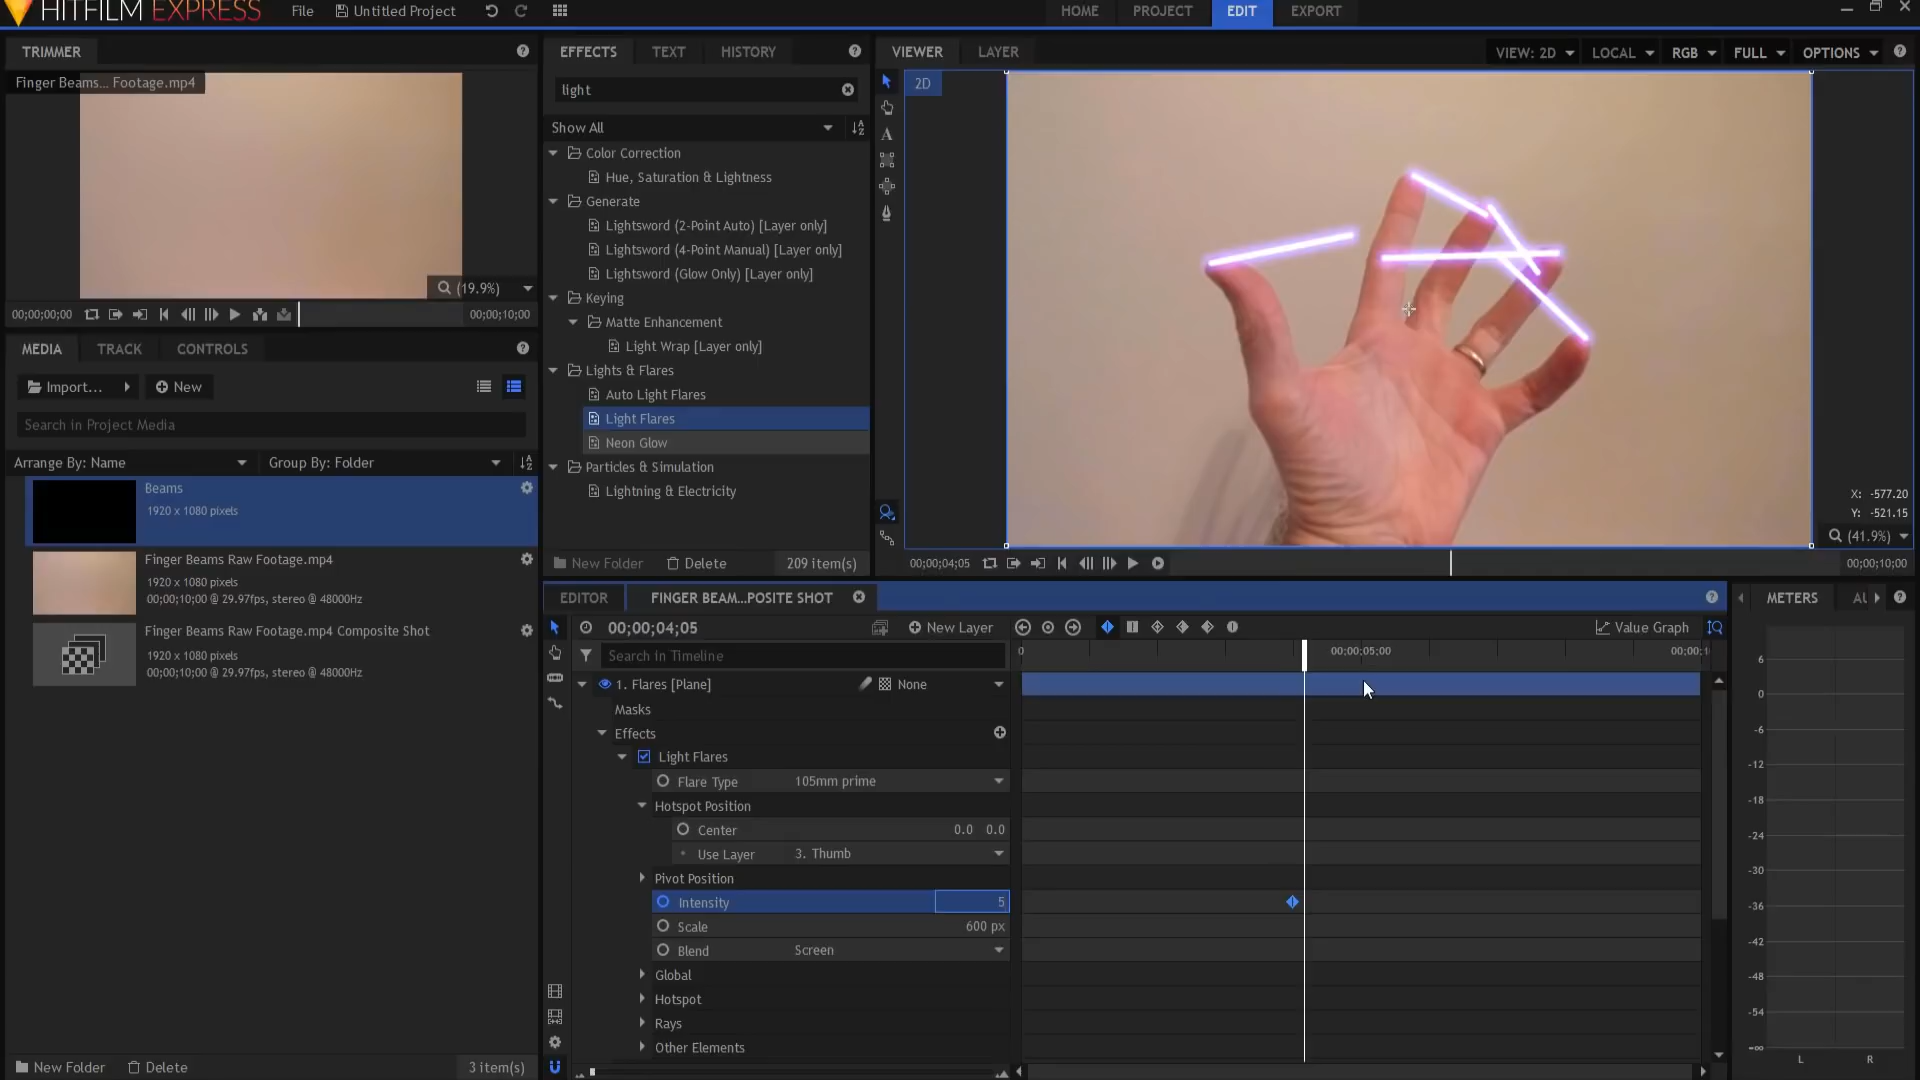 HITFILM EXPRESS
File
Untitled Project
HOME
PROJECT
EDIT
EXPORT
TRIMMER
Finger Beams... Footage.mp4
(19.9%)
00;00;00;00
00;00;10;00
MEDIA
TRACK
CONTROLS
Import...
New
Search in Project Media
Arrange By: Name
Group By: Folder
Beams
1920 x 1080 pixels
Finger Beams Raw Footage.mp4
1920 x 1080 pixels
00;00;10;00 @ 29.97fps, stereo @ 48000Hz
Finger Beams Raw Footage.mp4 Composite Shot
1920 x 1080 pixels
00;00;10;00 @ 29.97fps, stereo @ 48000Hz
New Folder
Delete
3 item(s)
EFFECTS
TEXT
HISTORY
light
Show All
Color Correction
Hue, Saturation & Lightness
Generate
Lightsword (2-Point Auto) [Layer only]
Lightsword (4-Point Manual) [Layer only]
Lightsword (Glow Only) [Layer only]
Keying
Matte Enhancement
Light Wrap [Layer only]
Lights & Flares
Auto Light Flares
Light Flares
Neon Glow
Particles & Simulation
Lightning & Electricity
New Folder
Delete
209 item(s)
VIEWER
LAYER
VIEW: 2D
LOCAL
RGB
FULL
OPTIONS
2D
A
X: -577.20
Y: -521.15
(41.9%)
00;00;04;05
00;00;10;00
EDITOR
FINGER BEAM...POSITE SHOT
00;00;04;05
New Layer
Value Graph
Search in Timeline
0
00;00;05;00
00;00;1
1. Flares [Plane]
None
Masks
Effects
Light Flares
Flare Type
105mm prime
Hotspot Position
Center
0.0 0.0
Use Layer
3. Thumb
Pivot Position
Intensity
5
Scale
600 px
Blend
Screen
Global
Hotspot
Rays
Other Elements
METERS
AU
6
0
-6
-12
-18
-24
-30
-36
-42
-48
-54
-∞
L
R